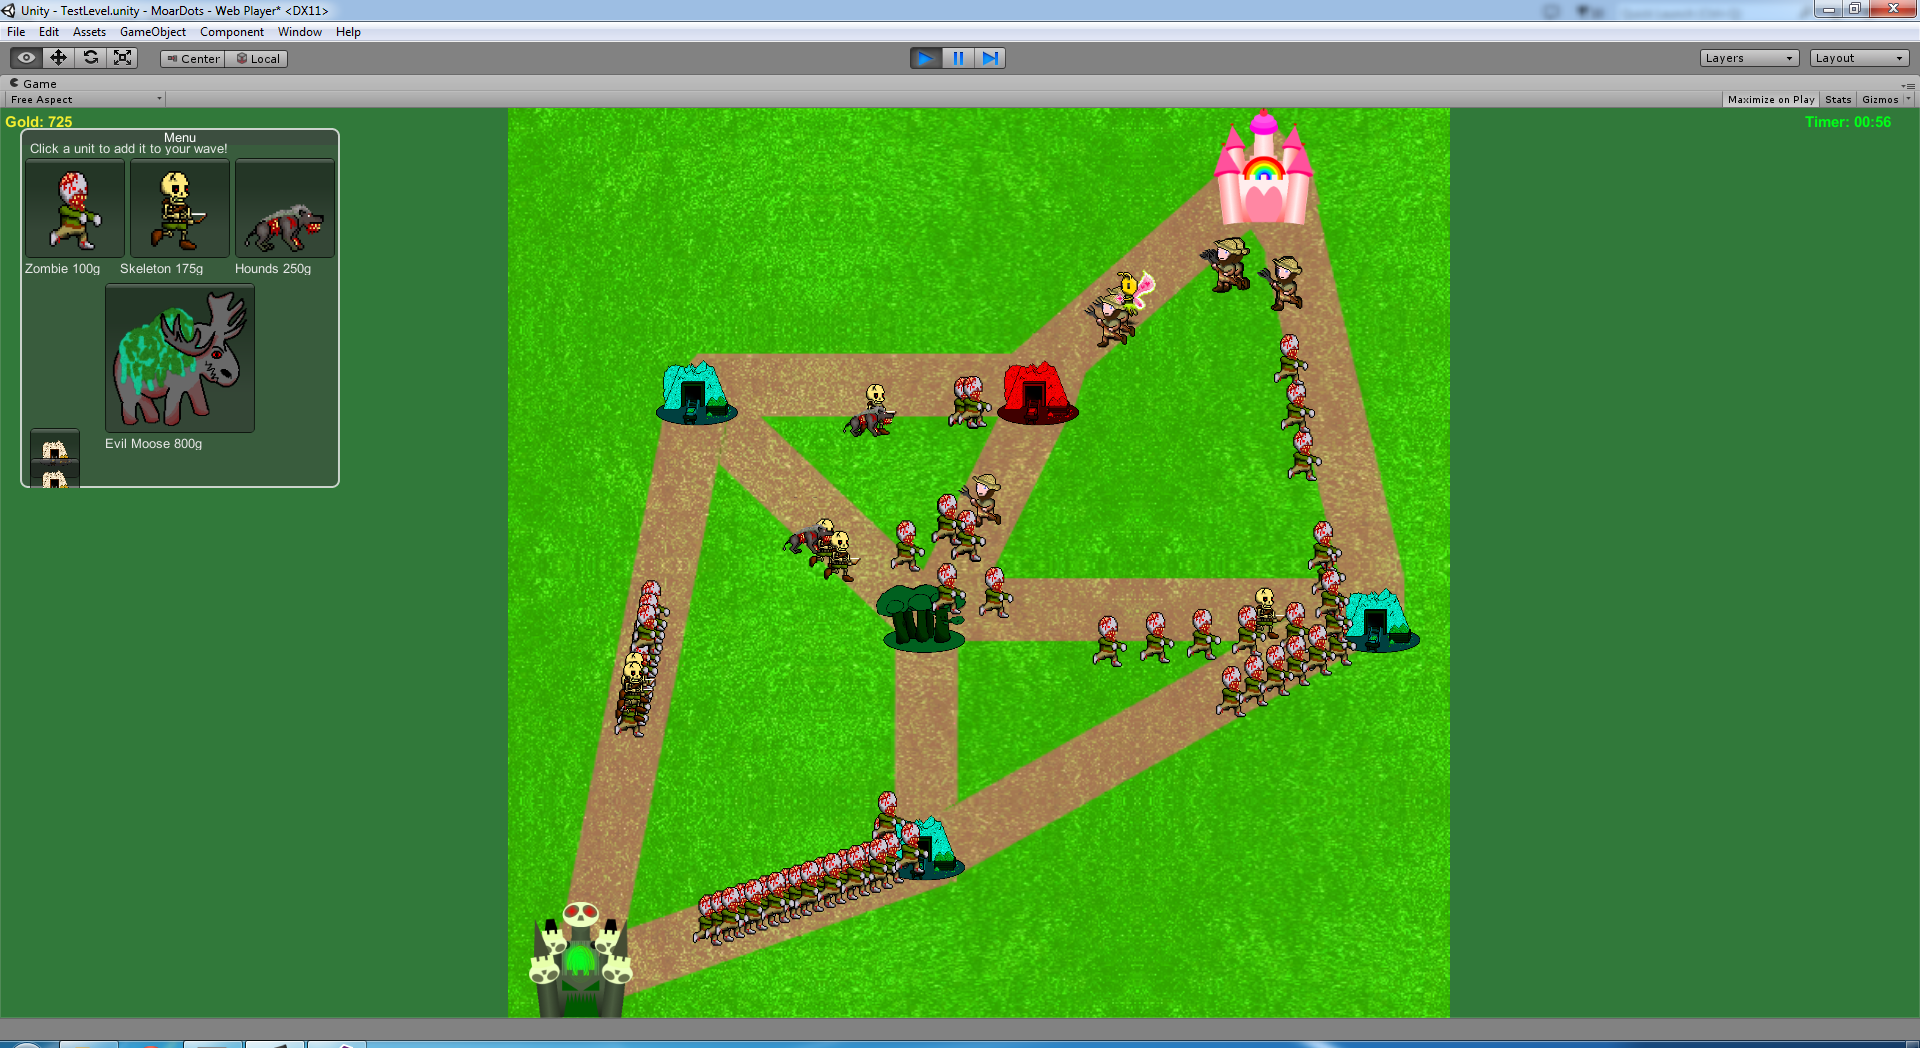 Unity - TestLevel.unity - MoarDots - Web Player* <DX11>
File Edit Assets GameObject Component Window Help
Center Local Layers Layout
Game
Free Aspect Maximize on Play Stats Gizmos
Gold: 725 Timer: 00:56
Menu
Click a unit to add it to your wave!
Zombie 100g Skeleton 175g Hounds 250g
Evil Moose 800g